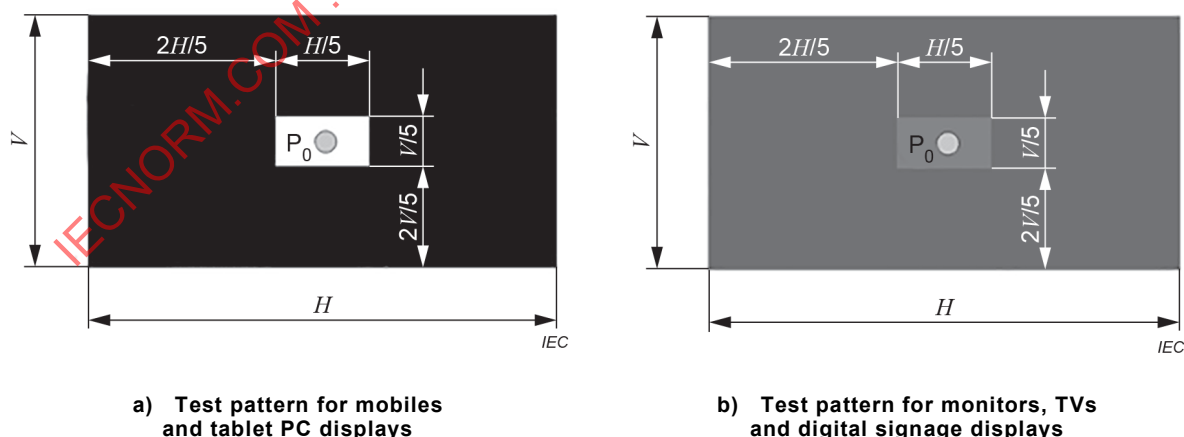 IECNORM.COM
2H/5
H/5
V
P0
V/5
2V/5
H
IEC
a) Test pattern for mobiles
and tablet PC displays
2H/5
H/5
V
P0
V/5
2V/5
H
IEC
b) Test pattern for monitors, TVs
and digital signage displays